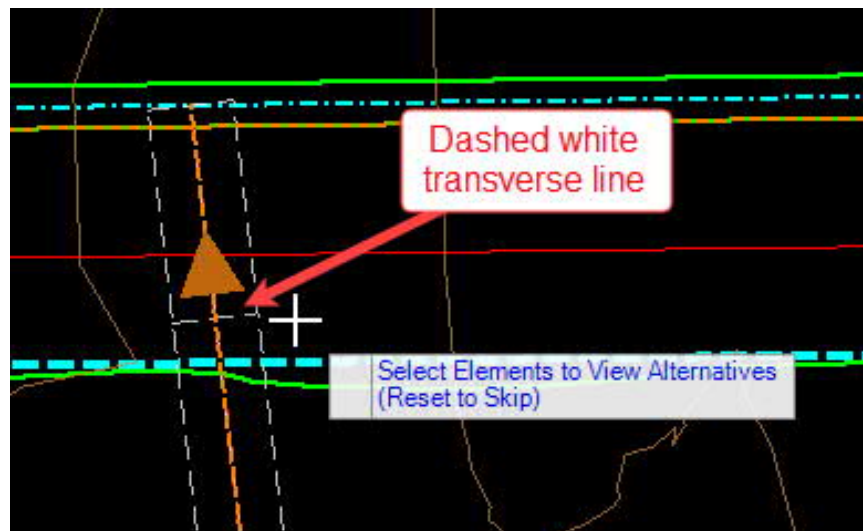 Dashed white
transverse line
Select Elements to View Alternatives
(Reset to Skip)